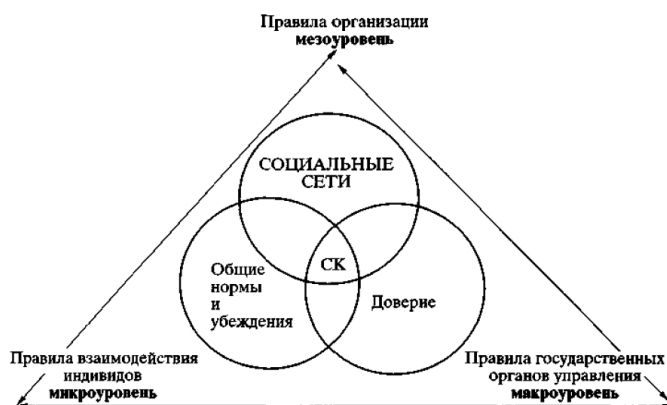 Правила организации
мезоуровень
СОЦИАЛЬНЫЕ
СЕТИ
СК
Общие
нормы
и
убеждения
Доверие
Правила взаимодействия
индивидов
микроуровень
Правила государственных
органов управления
макроуровень